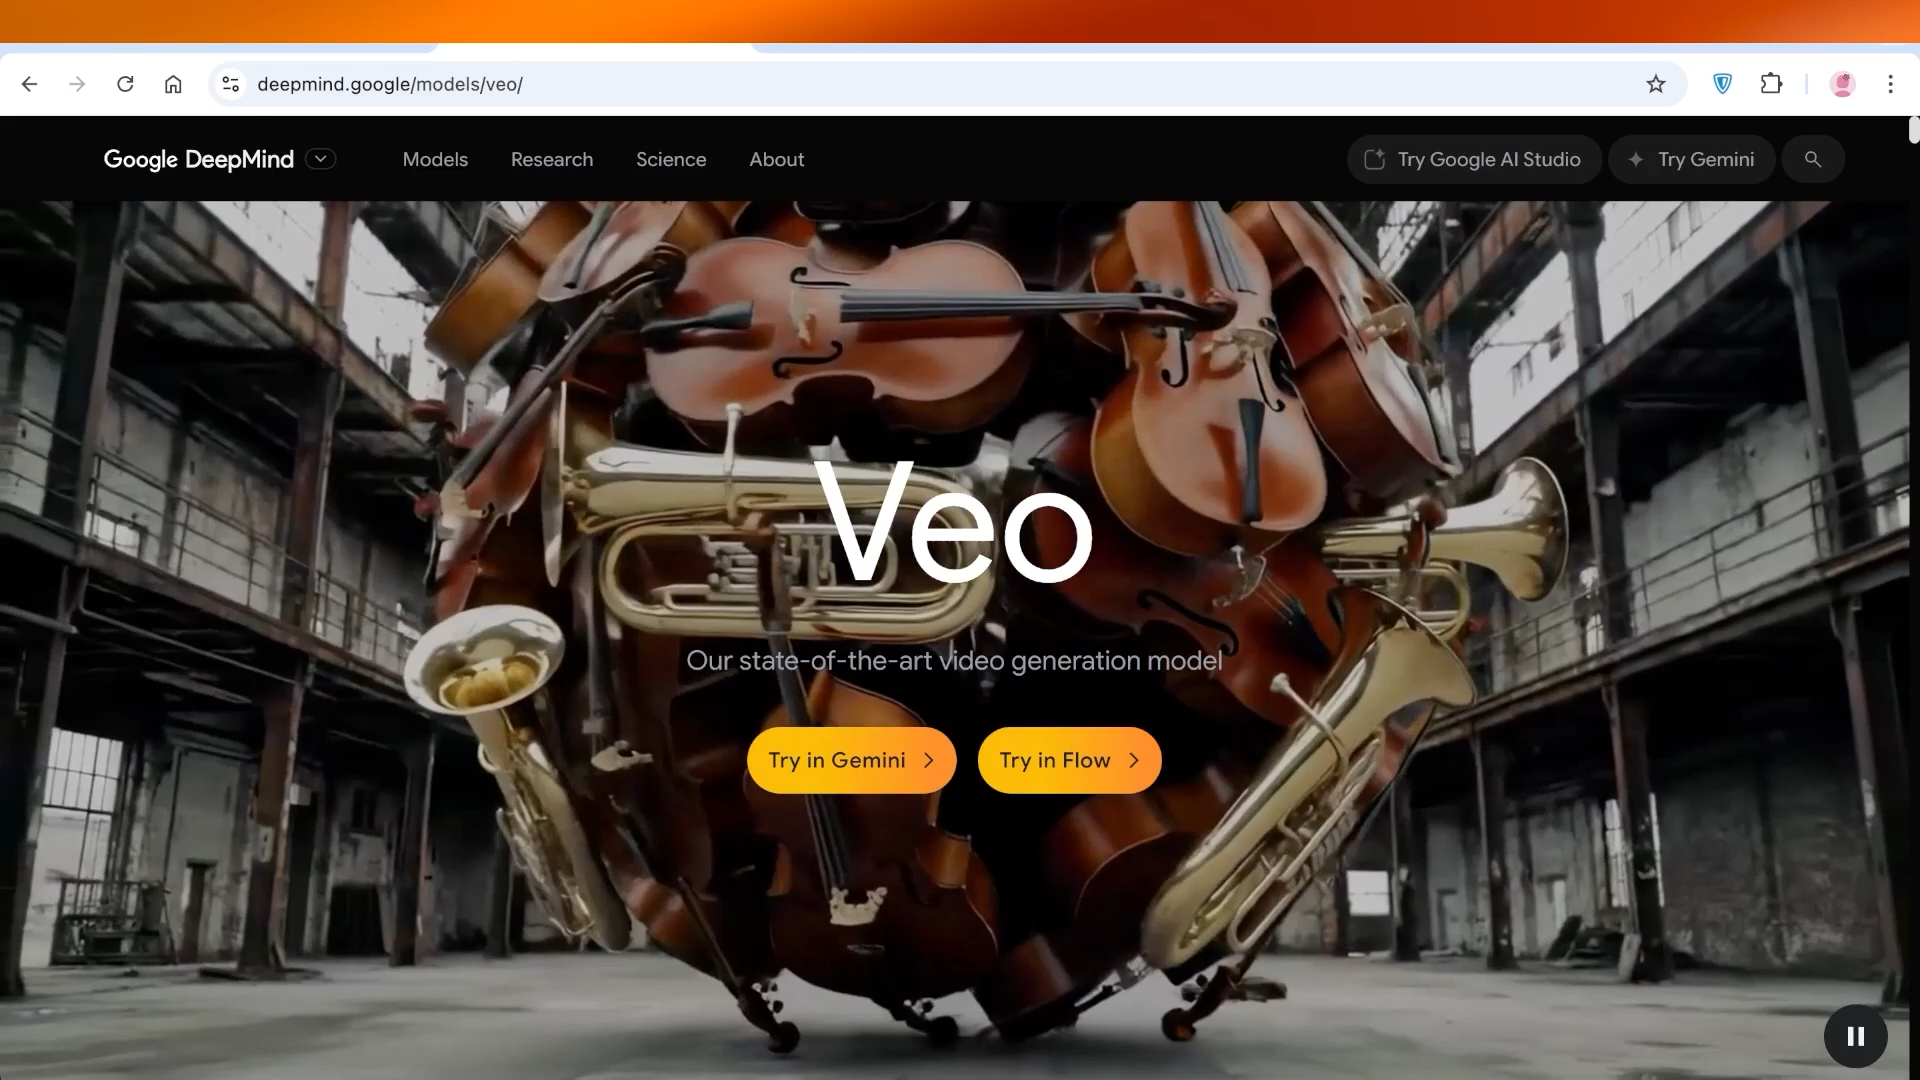 deepmind.google/models/veo/
Google DeepMind
Models
Research
Science
About
Try Google AI Studio
Try Gemini
Veo
Our state-of-the-art video generation model
Try in Gemini
Try in Flow